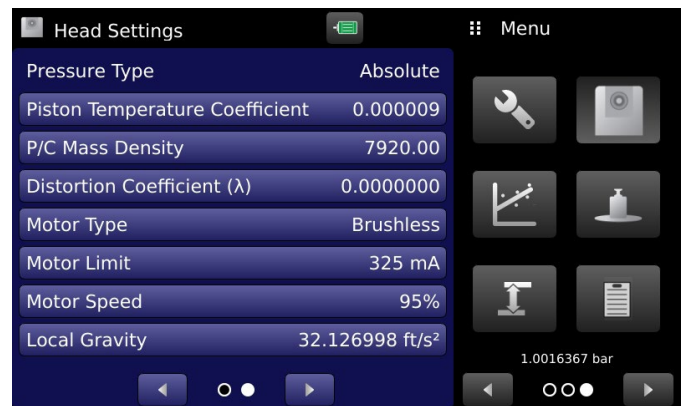 Head Settings
Menu
Pressure Type Absolute
Piston Temperature Coefficient 0.000009
P/C Mass Density 7920.00
Distortion Coefficient (λ) 0.0000000
Motor Type Brushless
Motor Limit 325 mA
Motor Speed 95%
Local Gravity 32.126998 ft/s²
1.0016367 bar